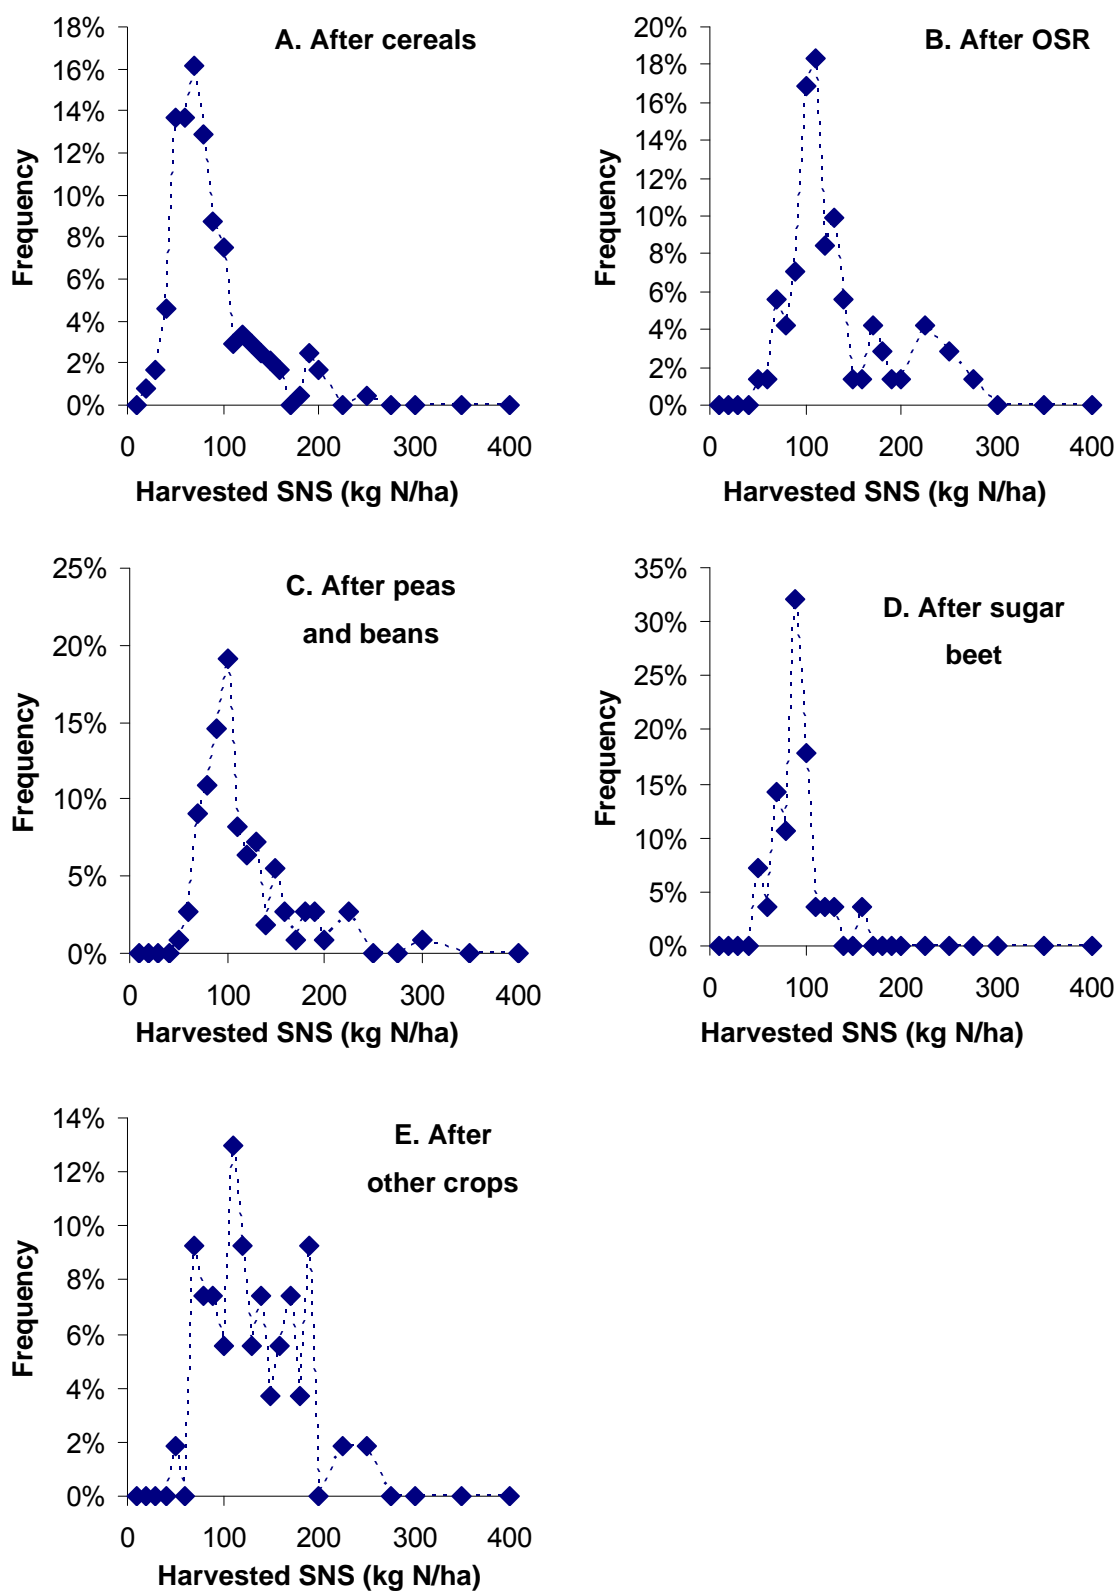 A. After cereals
18%
16%
14%
12%
10%
8%
6%
4%
2%
0%
Frequency
0 100 200 300 400
Harvested SNS (kg N/ha)
B. After OSR
20%
18%
16%
14%
12%
10%
8%
6%
4%
2%
0%
Frequency
0 100 200 300 400
Harvested SNS (kg N/ha)
C. After peas
and beans
25%
20%
15%
10%
5%
0%
Frequency
0 100 200 300 400
Harvested SNS (kg N/ha)
D. After sugar
beet
35%
30%
25%
20%
15%
10%
5%
0%
Frequency
0 100 200 300 400
Harvested SNS (kg N/ha)
E. After
other crops
14%
12%
10%
8%
6%
4%
2%
0%
Frequency
0 100 200 300 400
Harvested SNS (kg N/ha)